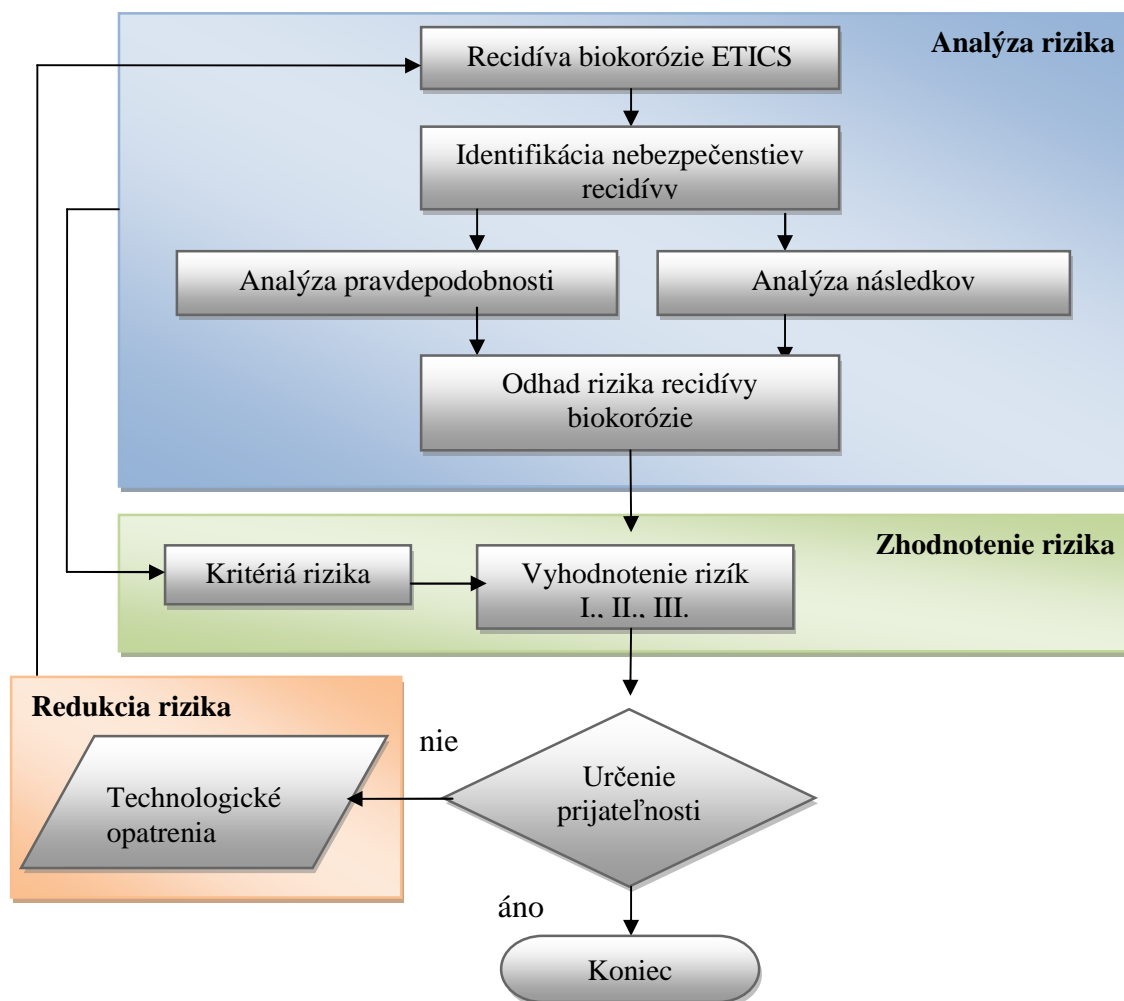 Analýza rizika
Recidíva biokorózie ETICS
Identifikácia nebezpečenstiev
recidívy
Analýza pravdepodobnosti
Analýza následkov
Odhad rizika recidívy
biokorózie
Zhodnotenie rizika
Kritériá rizika
Vyhodnotenie rizík
I., II., III.
Redukcia rizika
nie
Technologické
opatrenia
Určenie
prijateľnosti
áno
Koniec